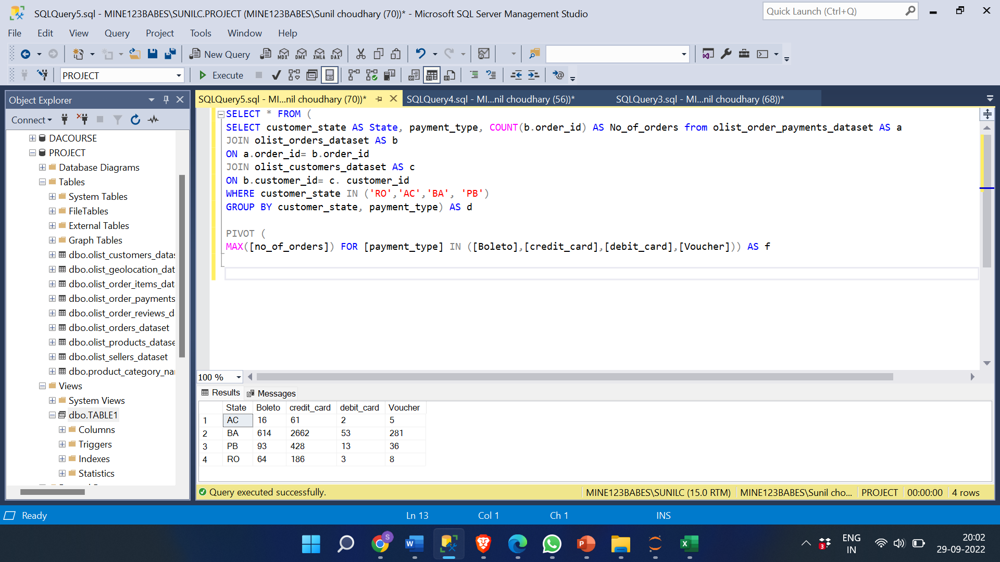 SQLQuery5.sql - MINE123BABES\SUNILC.PROJECT (MINE123BABES\Sunil choudhary (70))* - Microsoft SQL Server Management Studio
Quick Launch (Ctrl+Q)
File Edit View Query Project Tools Window Help
New Query MDX DMX XMLA DAX
PROJECT Execute
Object Explorer
Connect
DACOURSE
PROJECT
Database Diagrams
Tables
System Tables
FileTables
External Tables
Graph Tables
dbo.olist_customers_datas
dbo.olist_geolocation_dat
dbo.olist_order_items_dat
dbo.olist_order_payments
dbo.olist_order_reviews_d
dbo.olist_orders_dataset
dbo.olist_products_datase
dbo.olist_sellers_dataset
dbo.product_category_na
Views
System Views
dbo.TABLE1
Columns
Triggers
Indexes
Statistics
SQLQuery5.sql - MI...nil choudhary (70))* SQLQuery4.sql - MI...nil choudhary (56))* SQLQuery3.sql - MI...nil choudhary (68))*
SELECT * FROM (
SELECT customer_state AS State, payment_type, COUNT(b.order_id) AS No_of_orders from olist_order_payments_dataset AS a
JOIN olist_orders_dataset AS b
ON a.order_id= b.order_id
JOIN olist_customers_dataset AS c
ON b.customer_id= c. customer_id
WHERE customer_state IN ('RO','AC','BA', 'PB')
GROUP BY customer_state, payment_type) AS d
PIVOT (
MAX([no_of_orders]) FOR [payment_type] IN ([Boleto],[credit_card],[debit_card],[Voucher])) AS f
100 %
Results Messages
State Boleto credit_card debit_card Voucher
1 AC 16 61 2 5
2 BA 614 2662 53 281
3 PB 93 428 13 36
4 RO 64 186 3 8
Query executed successfully. MINE123BABES\SUNILC (15.0 RTM) MINE123BABES\Sunil cho... PROJECT 00:00:00 4 rows
Ready Ln 13 Col 1 Ch 1 INS
S W P X 3
ENG
IN
20:02
29-09-2022